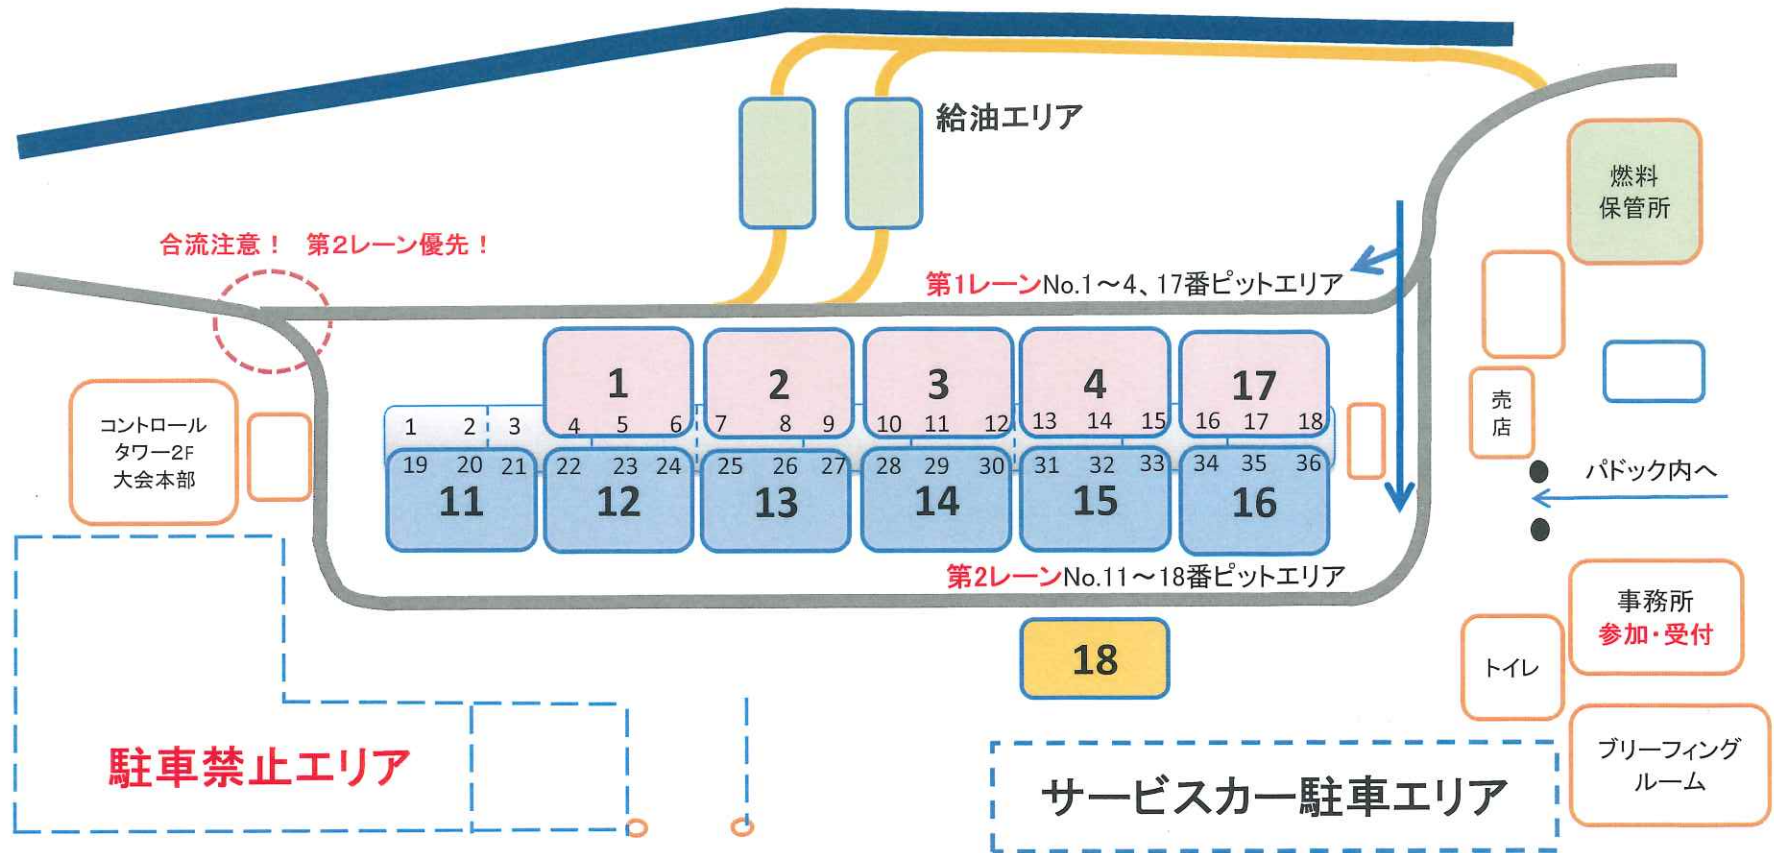 給油エリア
燃料
保管所
合流注意！ 第2レーン優先！
第1レーンNo.1～4、17番ピットエリア
1 2 3 4 17
1 2 3 4 5 6 7 8 9 10 11 12 13 14 15 16 17 18
19 20 21 22 23 24 25 26 27 28 29 30 31 32 33 34 35 36
11 12 13 14 15 16
コントロール
タワー2F
大会本部
売
店
パドック内へ
第2レーンNo.11～18番ピットエリア
18
事務所
参加・受付
トイレ
ブリーフィング
ルーム
駐車禁止エリア
サービスカー駐車エリア